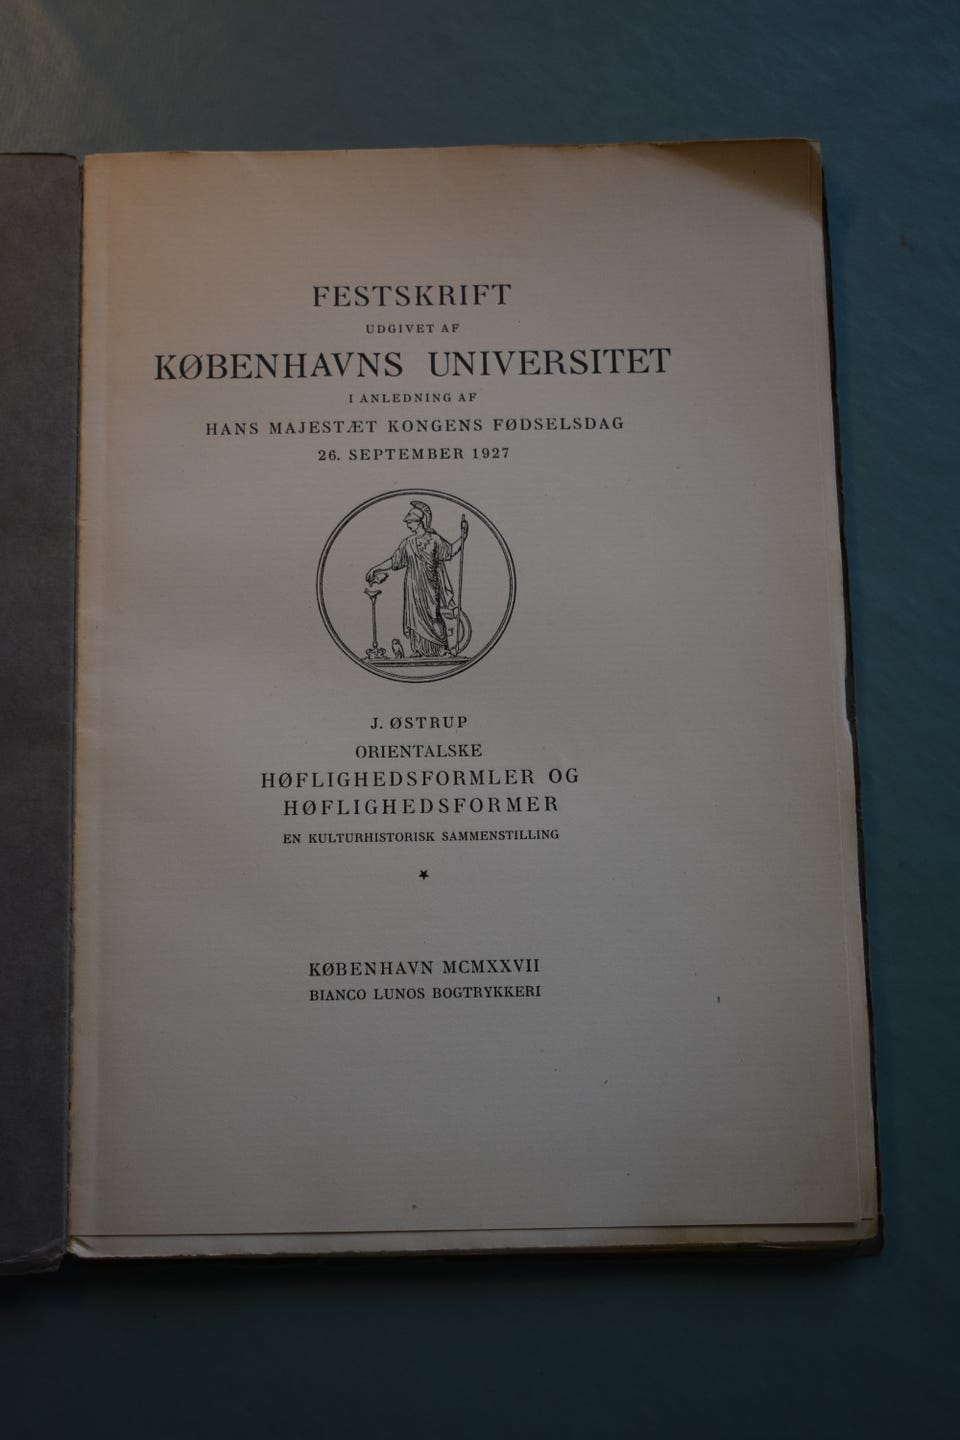 FESTSKRIFT
UDGIVET AF
KØBENHAVNS UNIVERSITET
I ANLEDNING AF
HANS MAJESTÆT KONGENS FØDSELSDAG
26. SEPTEMBER 1927
J. ØSTRUP
ORIENTALSKE
HØFLIGHEDSFORMLER OG
HØFLIGHEDSFORMER
EN KULTURHISTORISK SAMMENSTILLING
★
KØBENHAVN MCMXXVII
BIANCO LUNOS BOGTRYKKERI